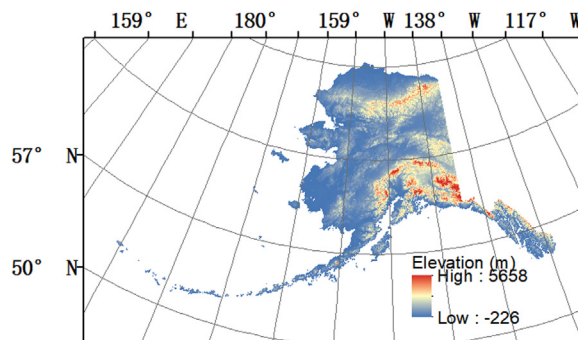 159° E 180° 159° W 138° W 117° W
57° N
50° N
Elevation (m)
High : 5658
Low : -226